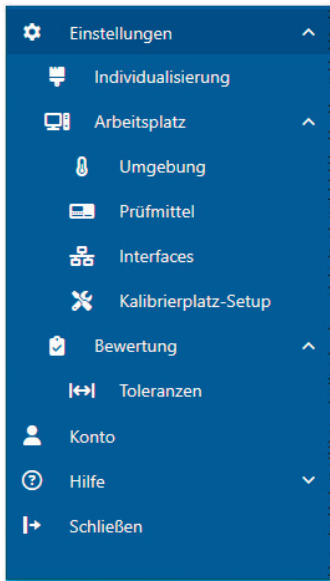 Einstellungen
Individualisierung
Arbeitsplatz
Umgebung
Prüfmittel
Interfaces
Kalibrierplatz-Setup
Bewertung
Toleranzen
Konto
Hilfe
Schließen